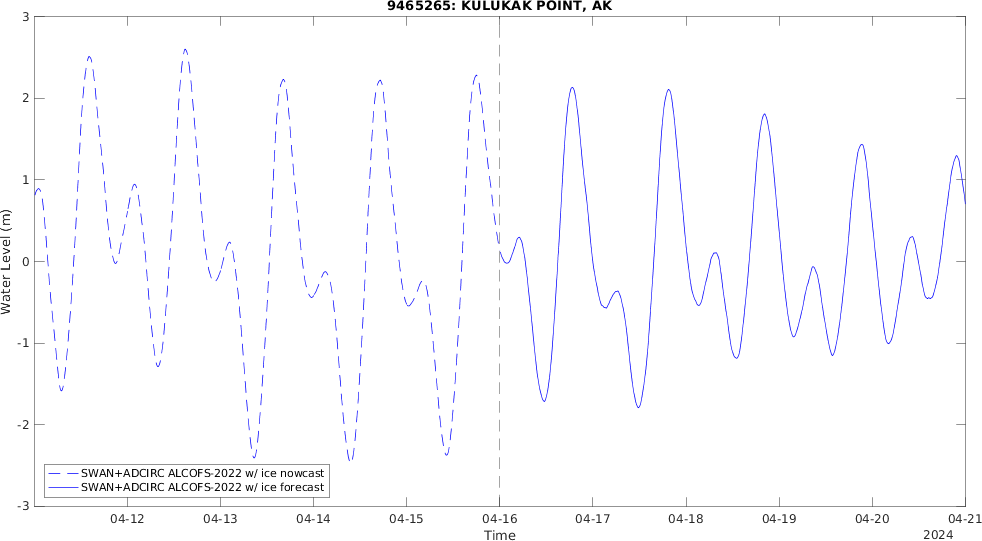 9465265: KULUKAK POINT, AK
3
2
1
0
-1
-2
-3
Water Level (m)
SWAN+ADCIRC ALCOFS-2022 w/ ice nowcast
SWAN+ADCIRC ALCOFS-2022 w/ ice forecast
04-12 04-13 04-14 04-15 04-16 04-17 04-18 04-19 04-20 04-21
Time
2024